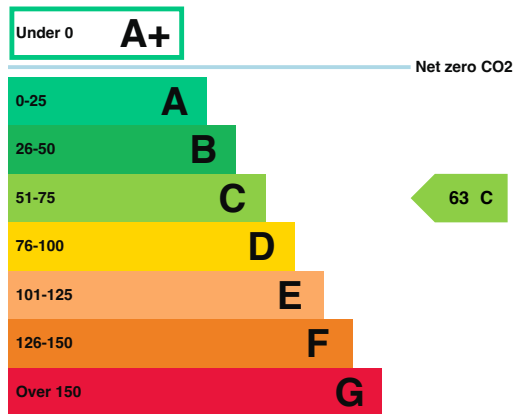 Under 0 A+
Net zero CO2
0-25 A
26-50 B
51-75 C
63 C
76-100 D
101-125 E
126-150 F
Over 150 G